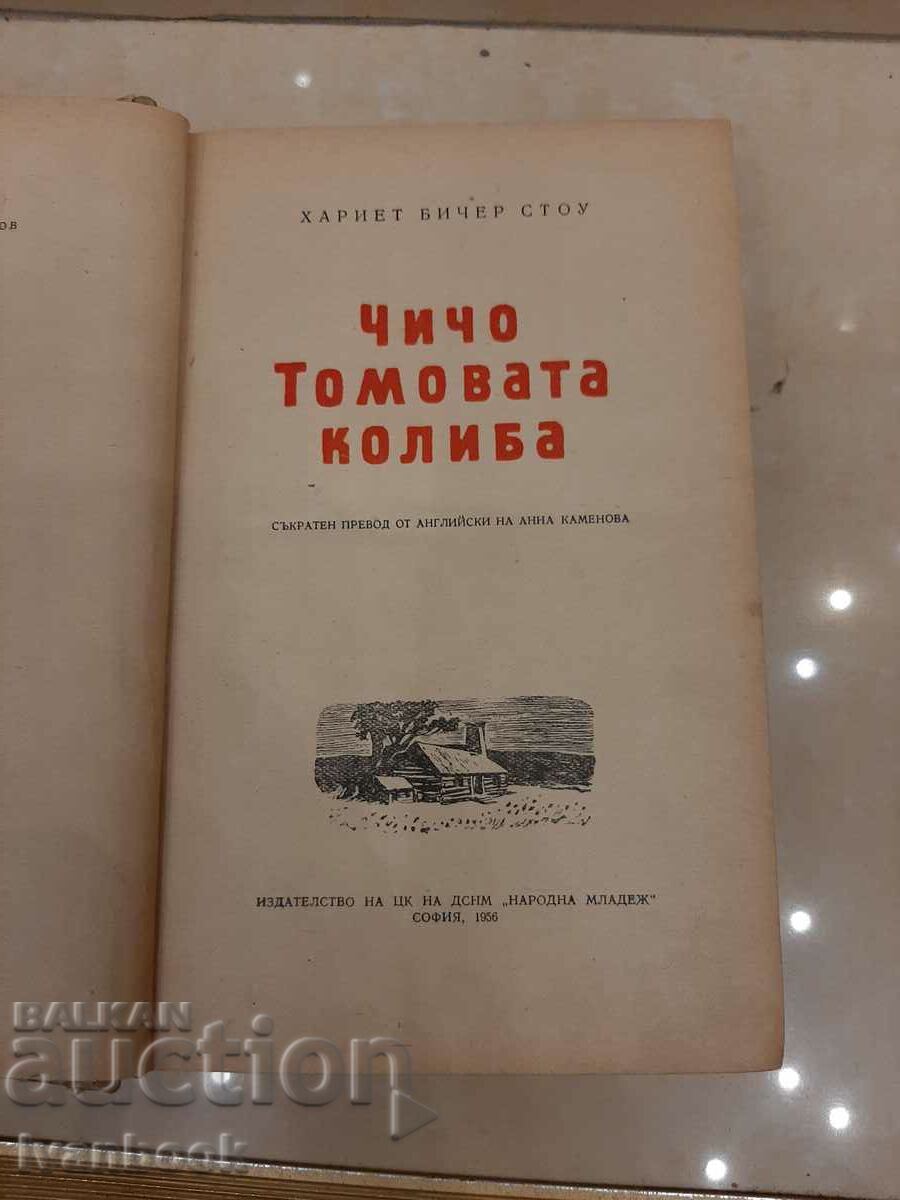 ОВ
ХАРИЕТ БИЧЕР СТОУ
ЧИЧО
ТОМОВАТА
КОЛИБА
СЪКРАТЕН ПРЕВОД ОТ АНГЛИЙСКИ НА АННА КАМЕНОВА
ИЗДАТЕЛСТВО НА ЦК НА ДСНМ „НАРОДНА МЛАДЕЖ“
СОФИЯ, 1956
BALKAN
auction
Ivanbook